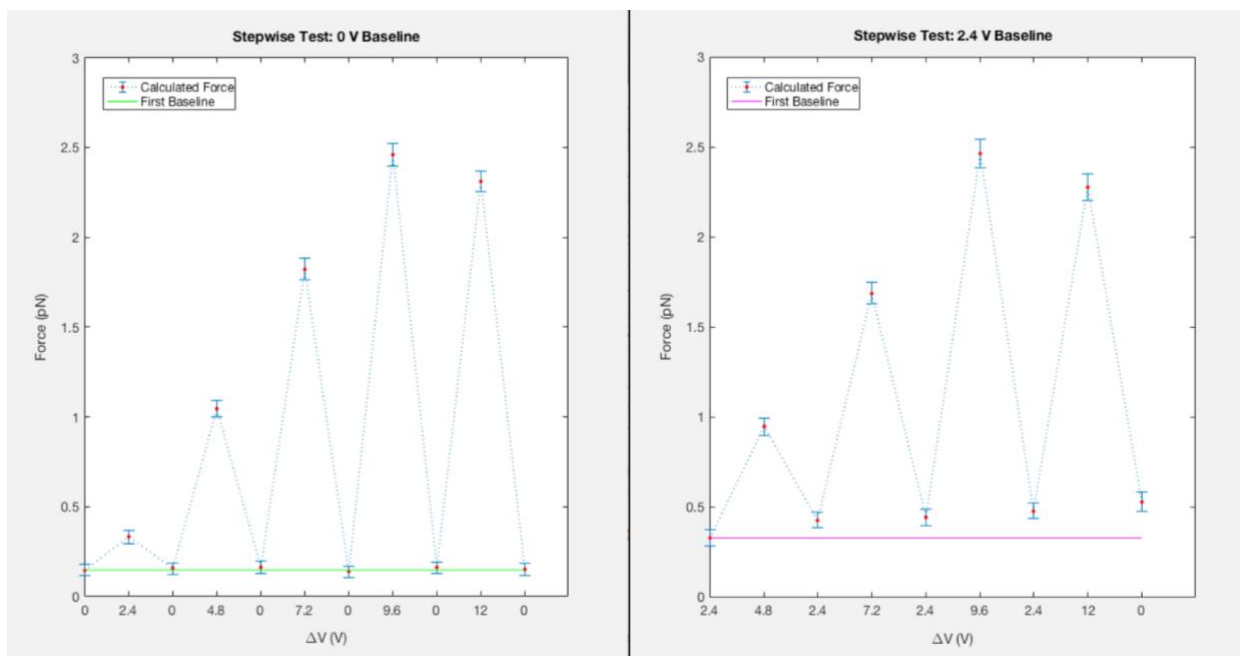 Stepwise Test: 0 V Baseline
3
2.5
2
1.5
1
0.5
0
Force (pN)
Calculated Force
First Baseline
0 2.4 0 4.8 0 7.2 0 9.6 0 12 0
ΔV (V)
Stepwise Test: 2.4 V Baseline
3
2.5
2
1.5
1
0.5
0
Force (pN)
Calculated Force
First Baseline
2.4 4.8 2.4 7.2 2.4 9.6 2.4 12 0
ΔV (V)